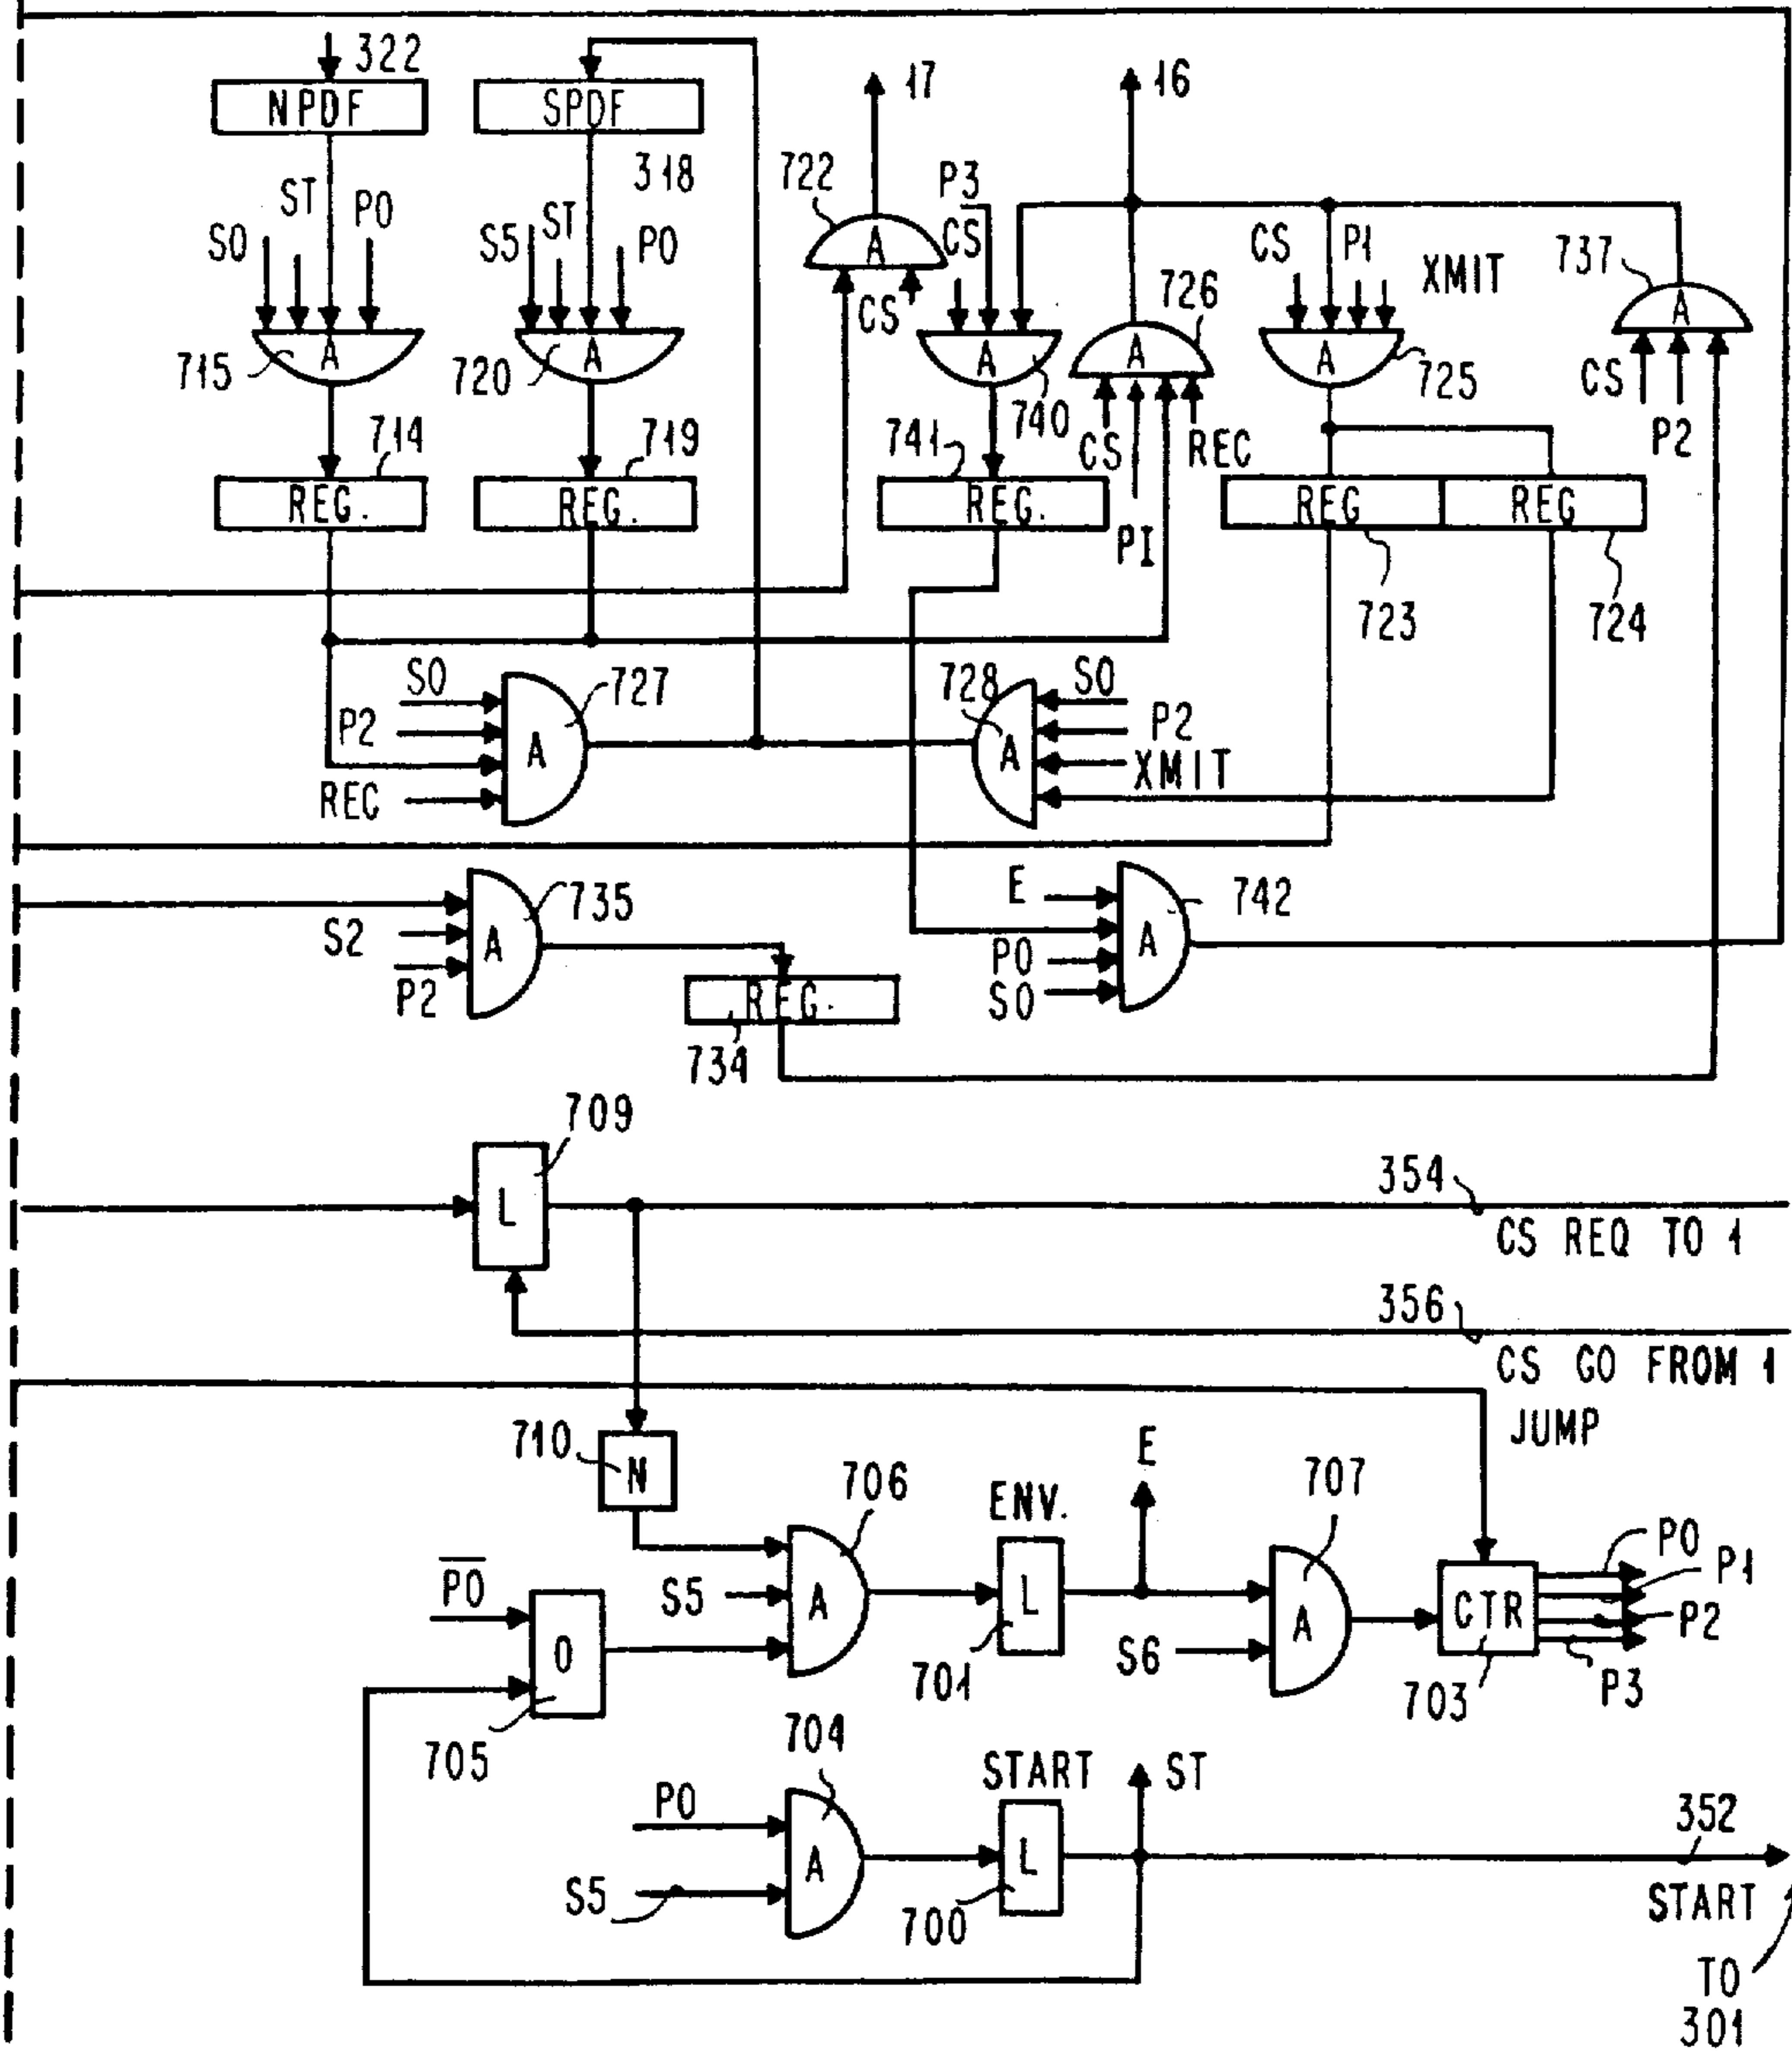 322
NPDF
SPDF
17
16
318
722
P3
CS
ST
P0
S0
S5
ST
P0
CS
P1
XMIT
737
A
726
CS
A
A
A
A
A
A
715
720
740
725
CS
P2
714
719
741
CS
REC
REG.
REG.
REG.
REG
REG
PI
723
724
S0
727
728
S0
P2
A
A
P2
XMIT
REC
735
E
742
S2
A
A
P2
P0
S0
REG.
734
709
L
354
CS REQ TO 1
356
CS GO FROM 1
JUMP
710
N
706
ENV.
E
707
P0
P1
P0
S5
A
L
A
CTR
P2
O
S6
701
703
P3
705
704
START
ST
P0
352
A
L
S5
700
START
TO
301